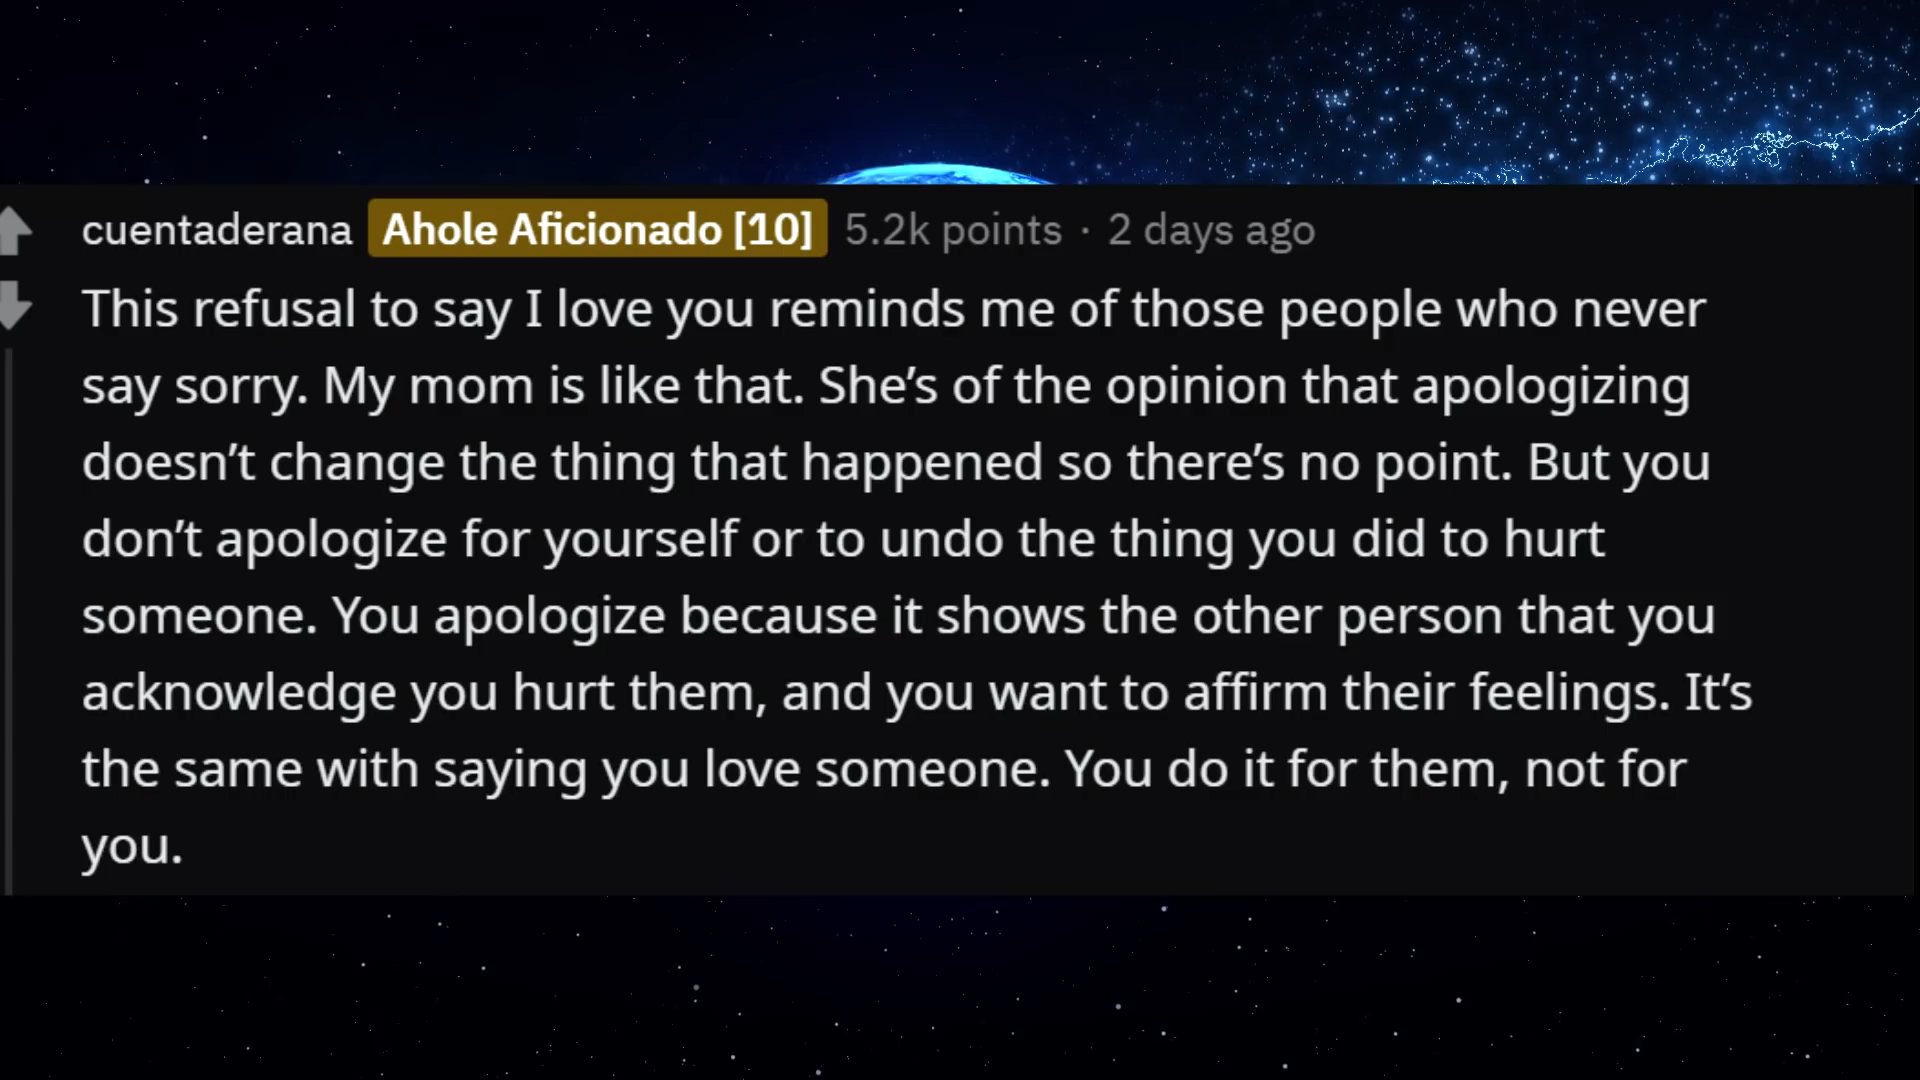 cuentaderana Ahole Aficionado [10] 5.2k points · 2 days ago
This refusal to say I love you reminds me of those people who never
say sorry. My mom is like that. She’s of the opinion that apologizing
doesn’t change the thing that happened so there’s no point. But you
don’t apologize for yourself or to undo the thing you did to hurt
someone. You apologize because it shows the other person that you
acknowledge you hurt them, and you want to affirm their feelings. It’s
the same with saying you love someone. You do it for them, not for
you.